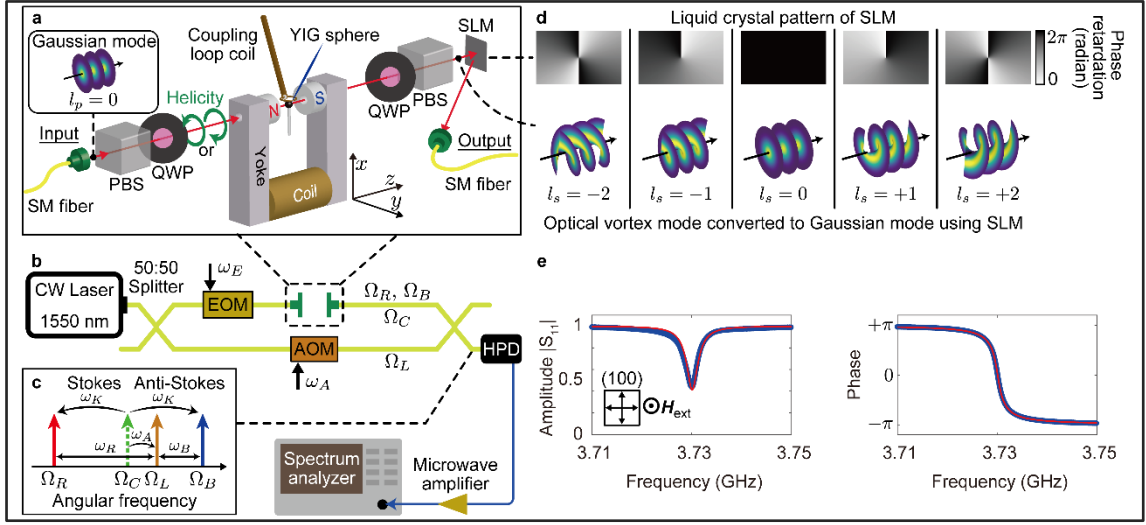 a
Gaussian mode
l_p = 0
Input
SM fiber
PBS
QWP
Helicity
or
Coupling
loop coil
YIG sphere
N
S
Yoke
Coil
x
z
y
QWP
PBS
SLM
Output
SM fiber
b
CW Laser
1550 nm
50:50
Splitter
ω_E
EOM
Ω_R, Ω_B
Ω_C
AOM
Ω_L
ω_A
HPD
c
Stokes
Anti-Stokes
ω_K
ω_K
ω_R
ω_A
ω_B
Ω_R
Ω_C
Ω_L
Ω_B
Angular frequency
Spectrum
analyzer
Microwave
amplifier
d
Liquid crystal pattern of SLM
2π
0
Phase
retardation
(radian)
l_s = −2
l_s = −1
l_s = 0
l_s = +1
l_s = +2
Optical vortex mode converted to Gaussian mode using SLM
e
Amplitude |S₁₁|
1
0.5
0
(100)
H_ext
3.71
3.73
3.75
Frequency (GHz)
Phase
+π
0
−π
3.71
3.73
3.75
Frequency (GHz)